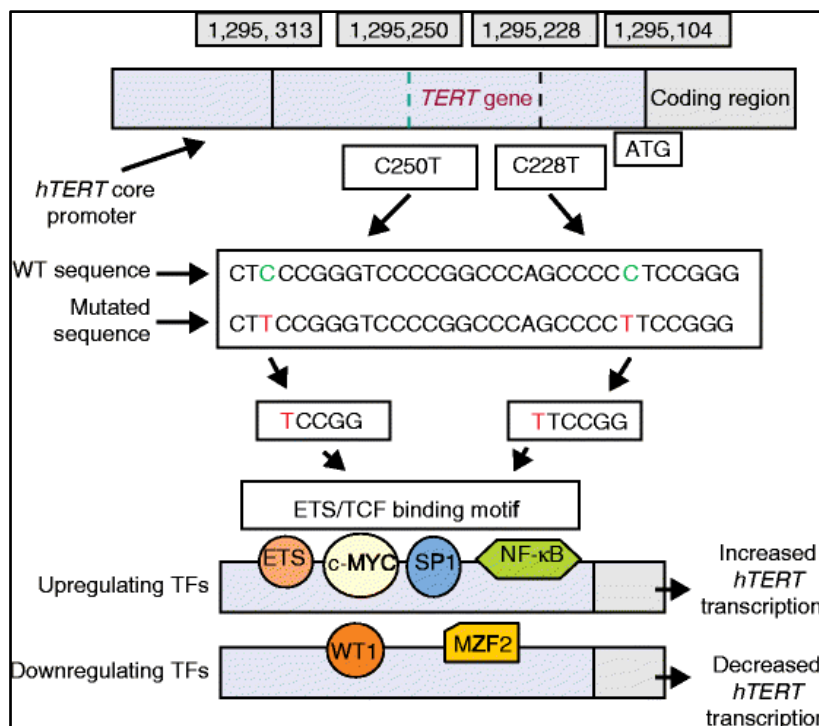 1,295, 313
1,295,250
1,295,228
1,295,104
TERT gene
Coding region
ATG
C250T
C228T
hTERT core
promoter
WT sequence
CTCCCGGGTCCCCGGCCCAGCCCCCTCCGGG
Mutated
sequence
CTTCCGGGTCCCCGGCCCAGCCCCTTCCGGG
TCCGG
TTCCGG
ETS/TCF binding motif
ETS
c-MYC
SP1
NF-κB
Upregulating TFs
Increased
hTERT
transcription
WT1
MZF2
Downregulating TFs
Decreased
hTERT
transcription